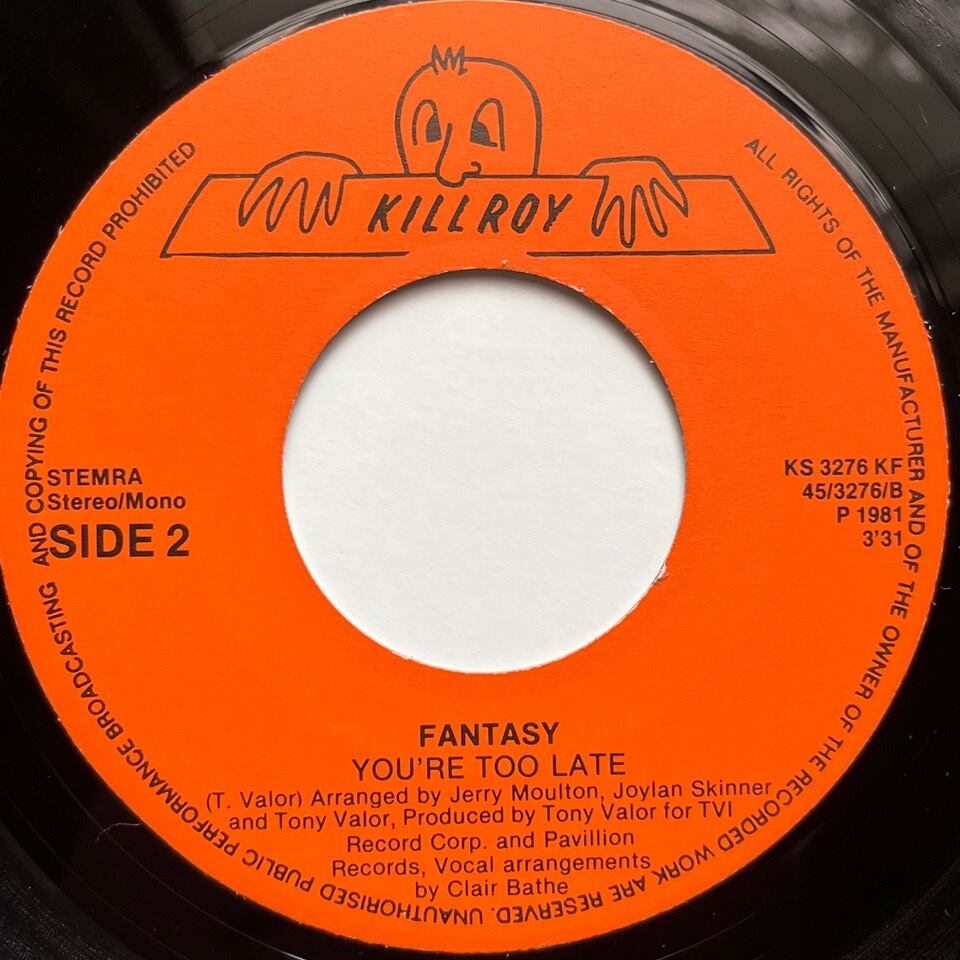 KILLROY
ALL RIGHTS OF THE MANUFACTURER AND OF THE OWNER OF THE RECORDED WORK ARE RESERVED. UNAUTHORISED PUBLIC PERFORMANCE BROADCASTING AND COPYING OF THIS RECORD PROHIBITED
STEMRA
Stereo/Mono
SIDE 2
KS 3276 KF
45/3276/B
P 1981
3'31
FANTASY
YOU'RE TOO LATE
(T. Valor) Arranged by Jerry Moulton, Joylan Skinner
and Tony Valor, Produced by Tony Valor for TVI
Record Corp. and Pavillion
Records, Vocal arrangements
by Clair Bathe